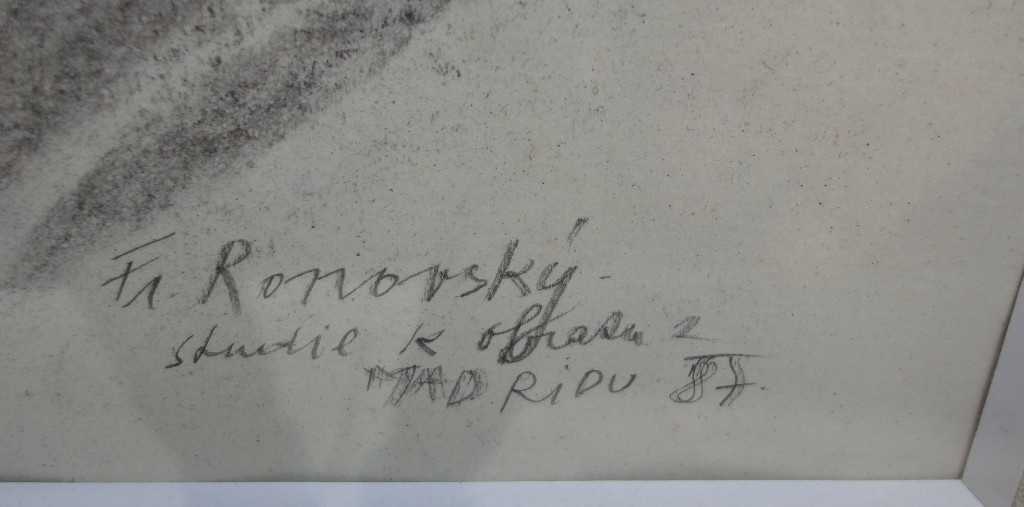 Fr. Ronovský.
studie k obrazu z
MADRIDU 87.